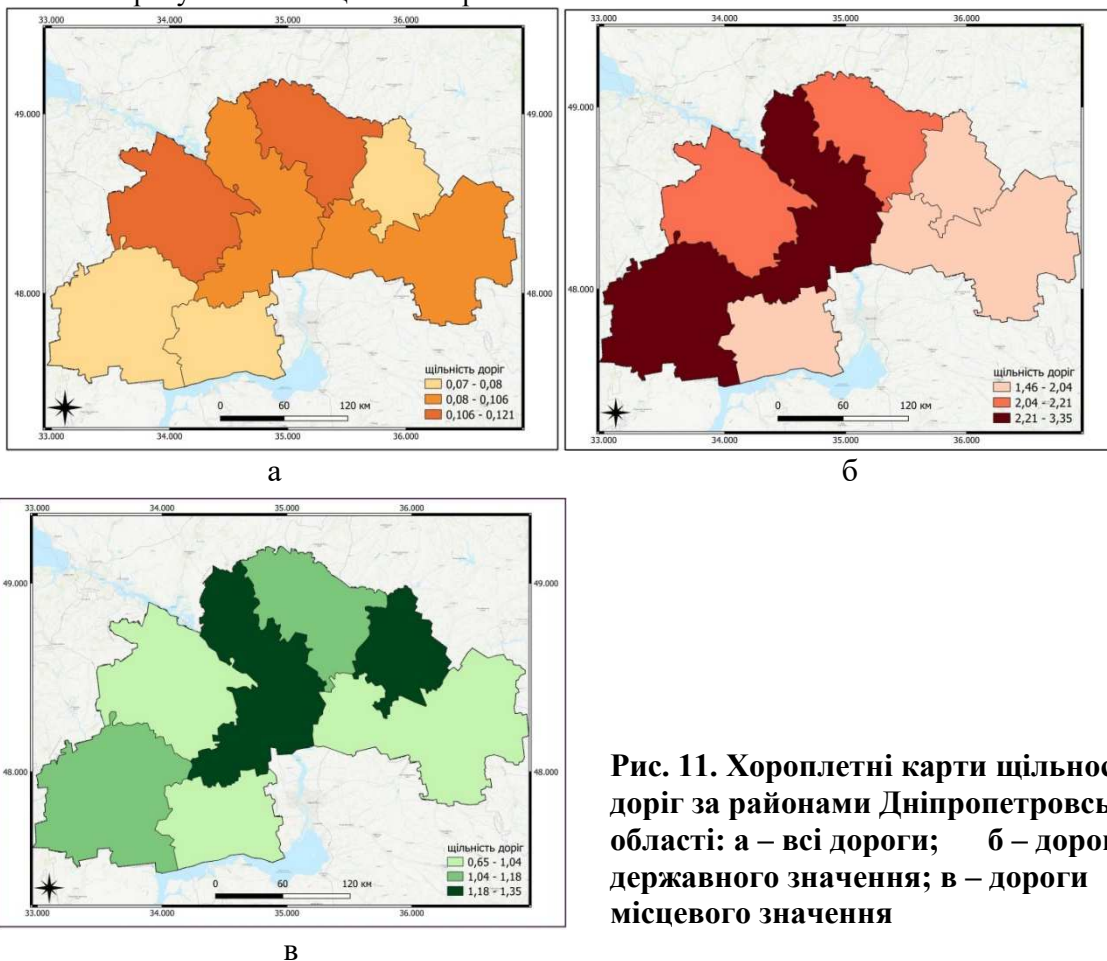 33.000 34.000 35.000 36.000
49.000 49.000
48.000 48.000
щільність доріг
0,07 - 0,08
0,08 - 0,106
0,106 - 0,121
0 60 120 км
33.000 34.000 35.000 36.000
а
33.000 34.000 35.000 36.000
49.000 49.000
48.000 48.000
щільність доріг
1,46 - 2,04
2,04 - 2,21
2,21 - 3,35
0 60 120 км
33.000 34.000 35.000 36.000
б
33.000 34.000 35.000 36.000
49.000 49.000
48.000 48.000
щільність доріг
0,65 - 1,04
1,04 - 1,18
1,18 - 1,35
0 60 120 км
33.000 34.000 35.000 36.000
в
Рис. 11. Хороплетні карти щільнос
доріг за районами Дніпропетровсь
області: а – всі дороги; б – дорог
державного значення; в – дороги
місцевого значення